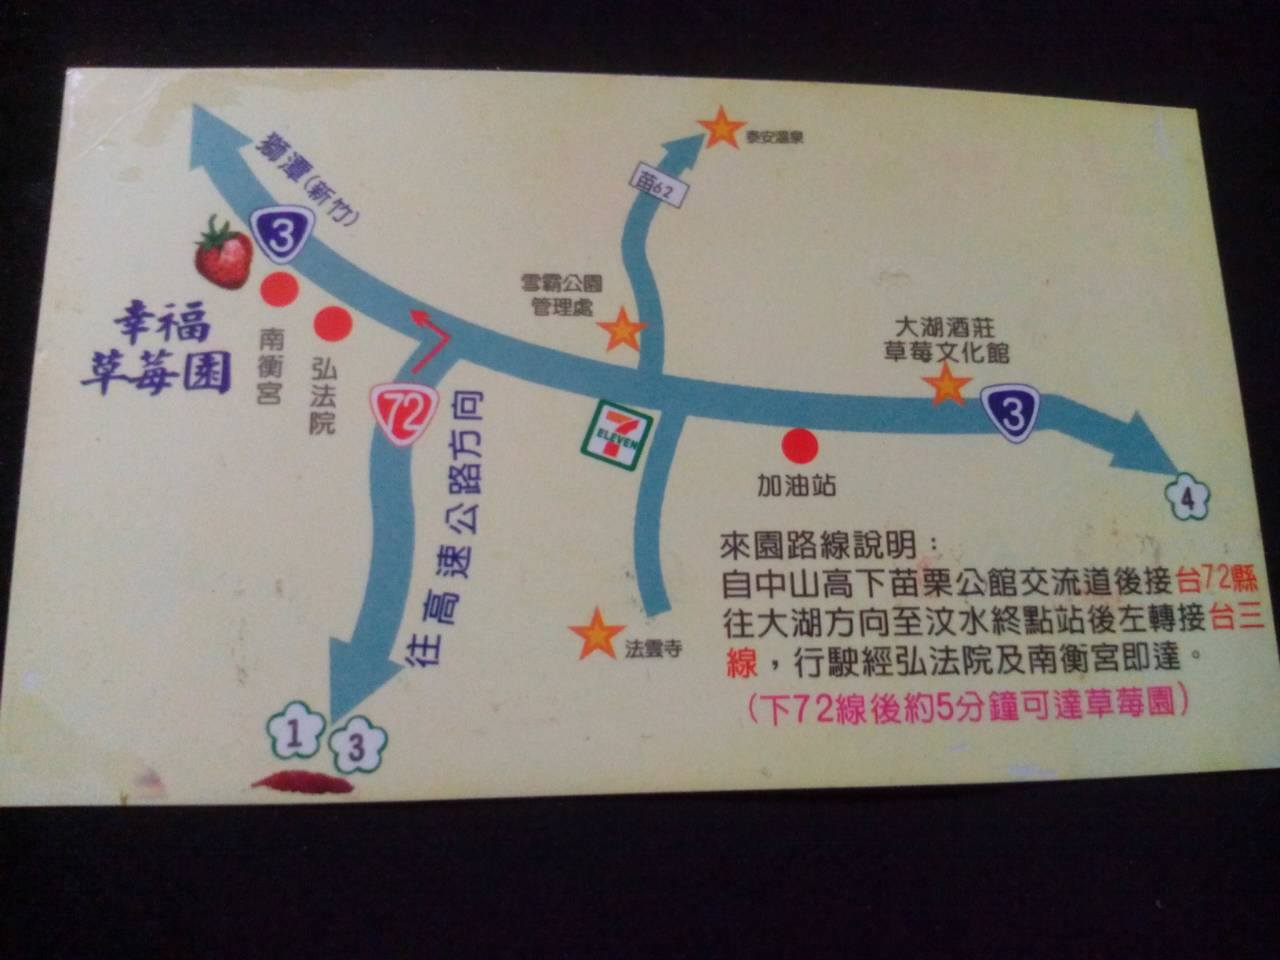 泰安溫泉
苗62
獅潭(新竹)
3
雪霸公園
管理處
幸福
草莓園
南衡宮
弘法院
72
往高速公路方向
7
ELEVEN
大湖酒莊
草莓文化館
3
加油站
4
來園路線說明：
自中山高下苗栗公館交流道後接台72縣
往大湖方向至汶水終點站後左轉接台三
線，行駛經弘法院及南衡宮即達。
(下72線後約5分鐘可達草莓園)
法雲寺
1
3